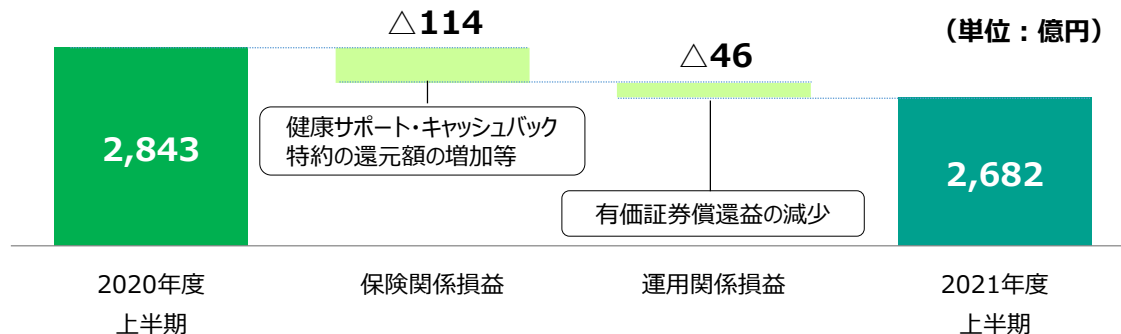 △114
(単位：億円)
△46
健康サポート・キャッシュバック
特約の還元額の増加等
2,843
2,682
有価証券償還益の減少
2020年度
上半期
保険関係損益
運用関係損益
2021年度
上半期